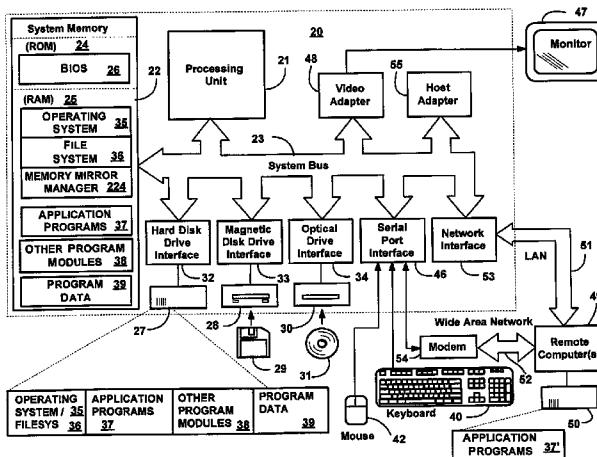 System Memory
(ROM) 24
BIOS 26
(RAM) 25
OPERATING SYSTEM 35
FILE SYSTEM 36
MEMORY MIRROR MANAGER 224
APPLICATION PROGRAMS 37
OTHER PROGRAM MODULES 38
PROGRAM DATA 39
22
20
Processing Unit
21
48
Video Adapter
55
Host Adapter
47
Monitor
23
System Bus
Hard Disk Drive Interface
32
Magnetic Disk Drive Interface
33
Optical Drive Interface
34
Serial Port Interface
46
Network Interface
53
51
LAN
27
28
29
30
31
Wide Area Network
Modem
54
52
Remote
50
Keyboard
40
Mouse
42
APPLICATION PROGRAMS 37'
OPERATING SYSTEM / FILESYS 35 36
APPLICATION PROGRAMS 37
OTHER PROGRAM MODULES 38
PROGRAM DATA 39